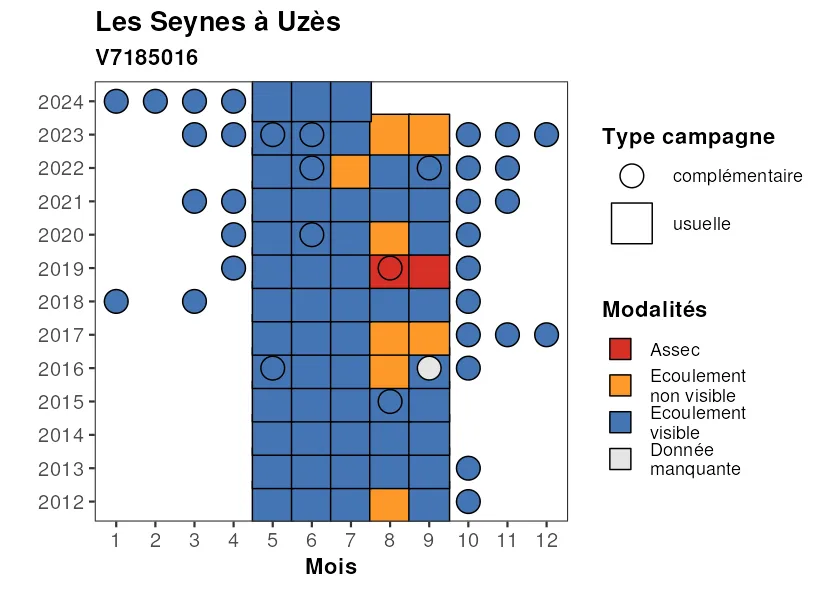 Les Seynes à Uzès
V7185016
2024
2023
2022
2021
2020
2019
2018
2017
2016
2015
2014
2013
2012
1 2 3 4 5 6 7 8 9 10 11 12
Mois
Type campagne
complémentaire
usuelle
Modalités
Assec
Ecoulement
non visible
Ecoulement
visible
Donnée
manquante